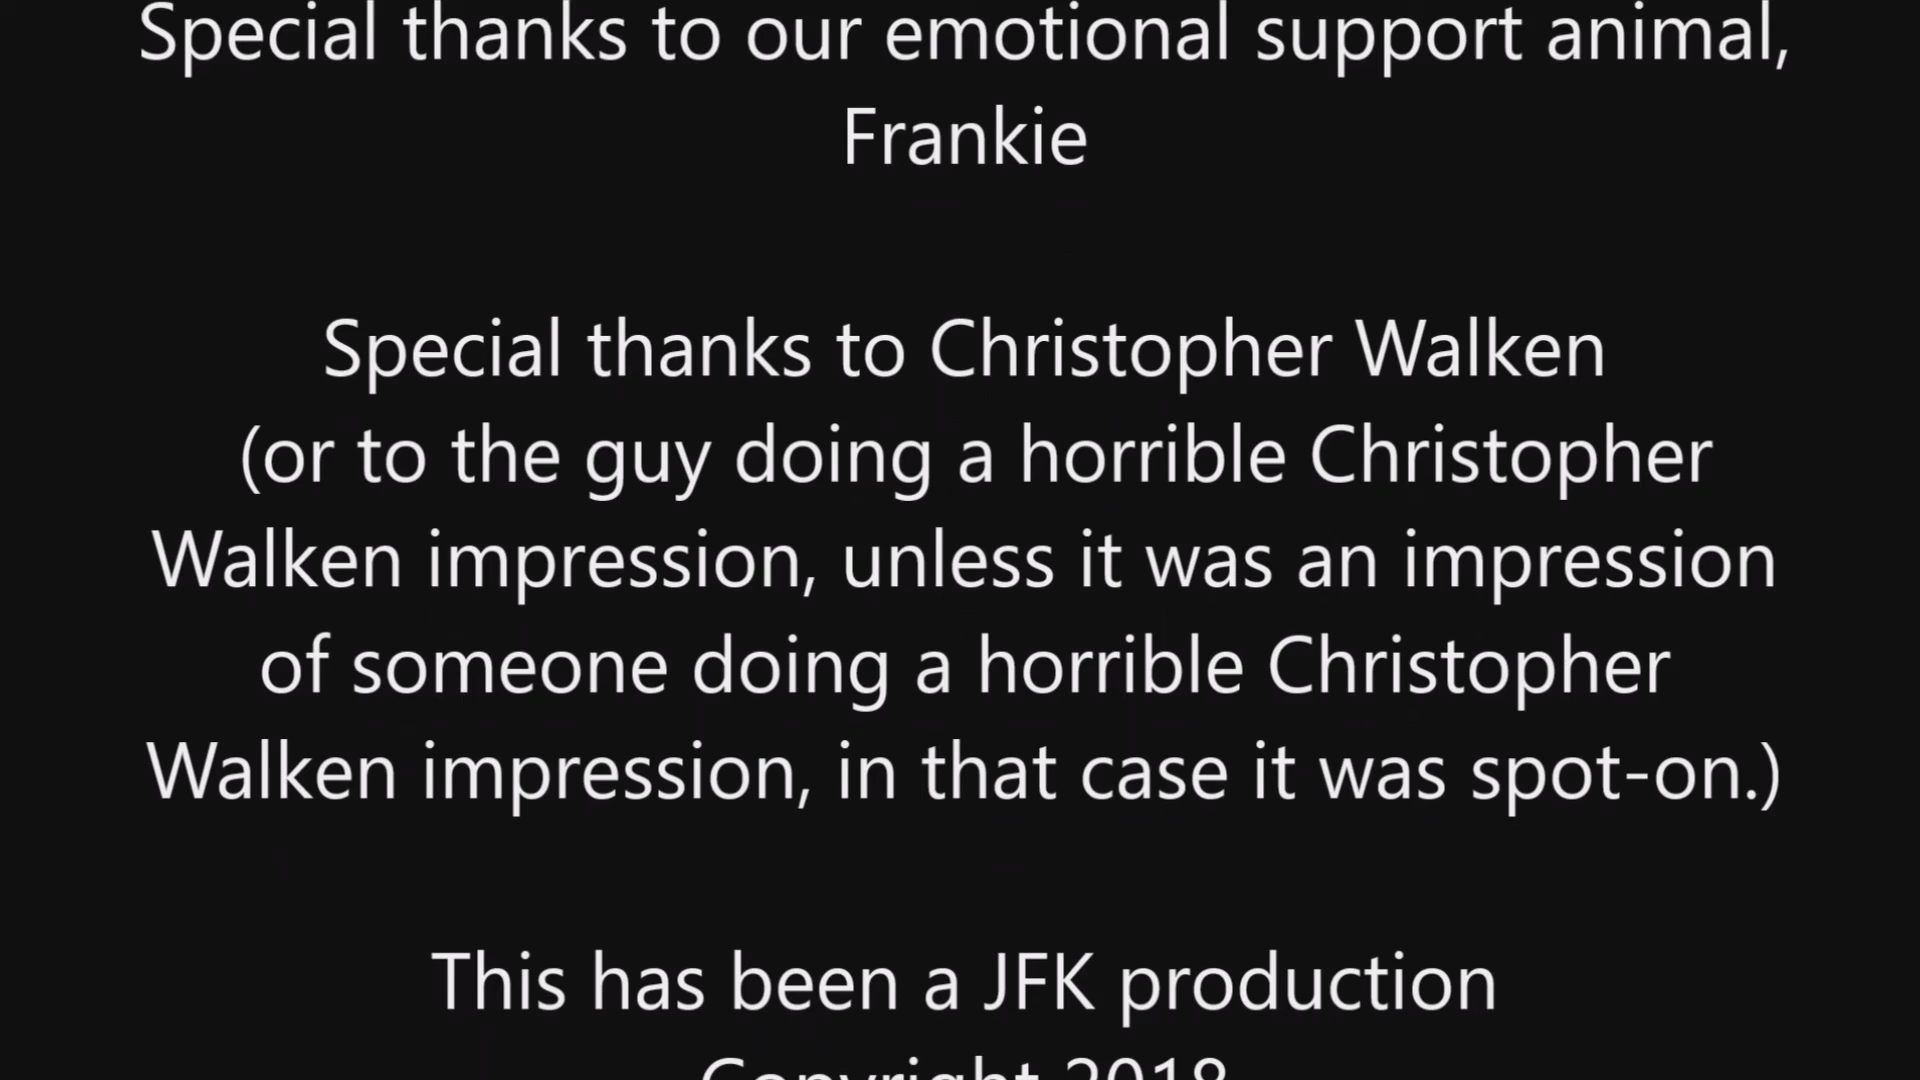 Special thanks to our emotional support animal,
Frankie
Special thanks to Christopher Walken
(or to the guy doing a horrible Christopher
Walken impression, unless it was an impression
of someone doing a horrible Christopher
Walken impression, in that case it was spot-on.)
This has been a JFK production
Copyright 2018